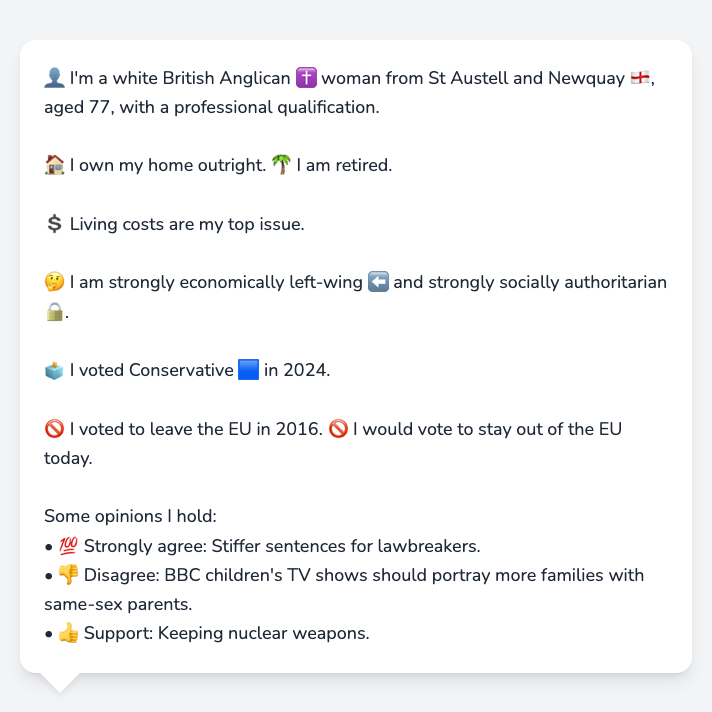 👤 I'm a white British Anglican ✝️ woman from St Austell and Newquay 🏴󠁧󠁢󠁥󠁮󠁧󠁿,
aged 77, with a professional qualification.
🏠 I own my home outright. 🌴 I am retired.
💲 Living costs are my top issue.
🤔 I am strongly economically left-wing ⬅️ and strongly socially authoritarian
🔒.
🗳️ I voted Conservative 🟦 in 2024.
🚫 I voted to leave the EU in 2016. 🚫 I would vote to stay out of the EU
today.
Some opinions I hold:
• 💯 Strongly agree: Stiffer sentences for lawbreakers.
• 👎 Disagree: BBC children's TV shows should portray more families with
same-sex parents.
• 👍 Support: Keeping nuclear weapons.